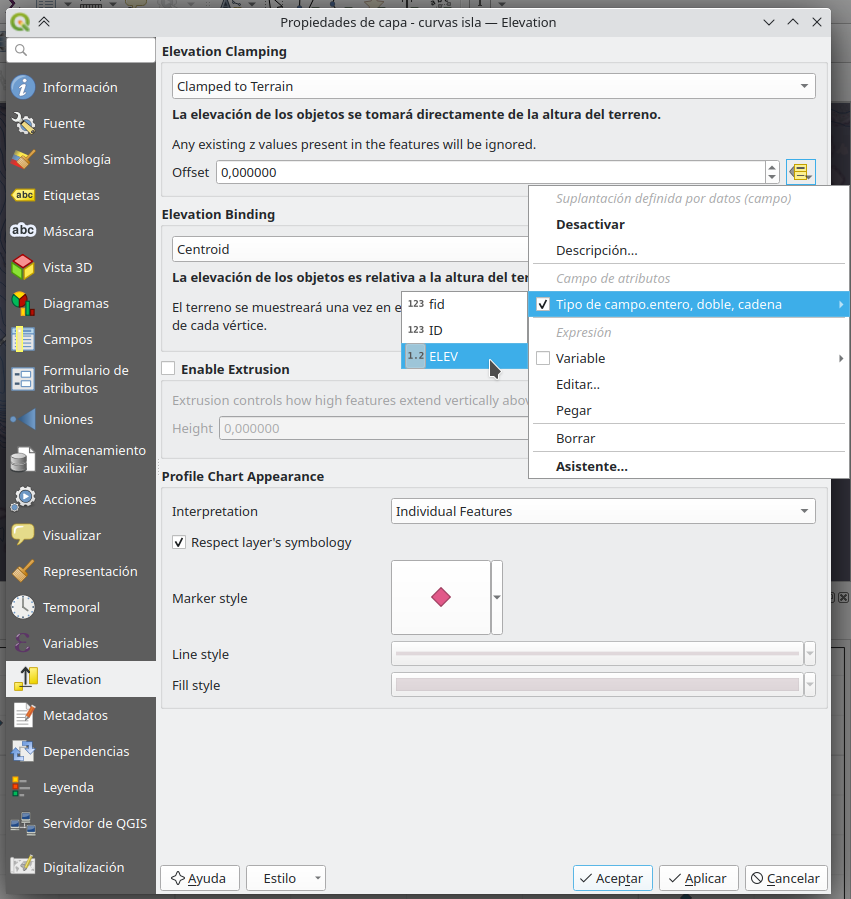 Propiedades de capa - curvas isla — Elevation
Información
Fuente
Simbología
abc Etiquetas
abc Máscara
Vista 3D
Diagramas
Campos
Formulario de
atributos
Uniones
Almacenamiento
auxiliar
Acciones
Visualizar
Representación
Temporal
Variables
Elevation
Metadatos
Dependencias
Leyenda
Servidor de QGIS
Digitalización
Elevation Clamping
Clamped to Terrain
La elevación de los objetos se tomará directamente de la altura del terreno.
Any existing z values present in the features will be ignored.
Offset 0,000000
Elevation Binding
Centroid
La elevación de los objetos es relativa a la altura del ter
El terreno se muestreará una vez en e
de cada vértice.
Enable Extrusion
Extrusion controls how high features extend vertically abov
Height 0,000000
Suplantación definida por datos (campo)
Desactivar
Descripción...
Campo de atributos
Tipo de campo.entero, doble, cadena
Expresión
Variable
Editar...
Pegar
Borrar
Asistente...
123 fid
123 ID
1.2 ELEV
Profile Chart Appearance
Interpretation Individual Features
Respect layer's symbology
Marker style
Line style
Fill style
Ayuda Estilo Aceptar Aplicar Cancelar